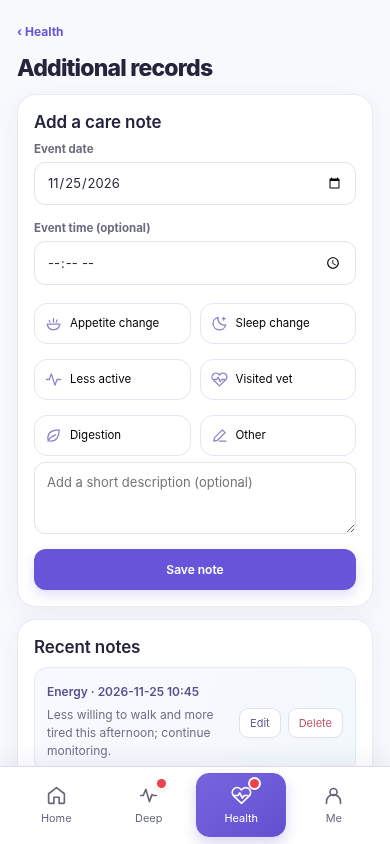 ‹ Health
Additional records
Add a care note
Event date
11/25/2026
Event time (optional)
--:-- --
Appetite change
Sleep change
Less active
Visited vet
Digestion
Other
Add a short description (optional)
Save note
Recent notes
Energy · 2026-11-25 10:45
Less willing to walk and more
tired this afternoon; continue
monitoring.
Edit
Delete
Home
Deep
Health
Me